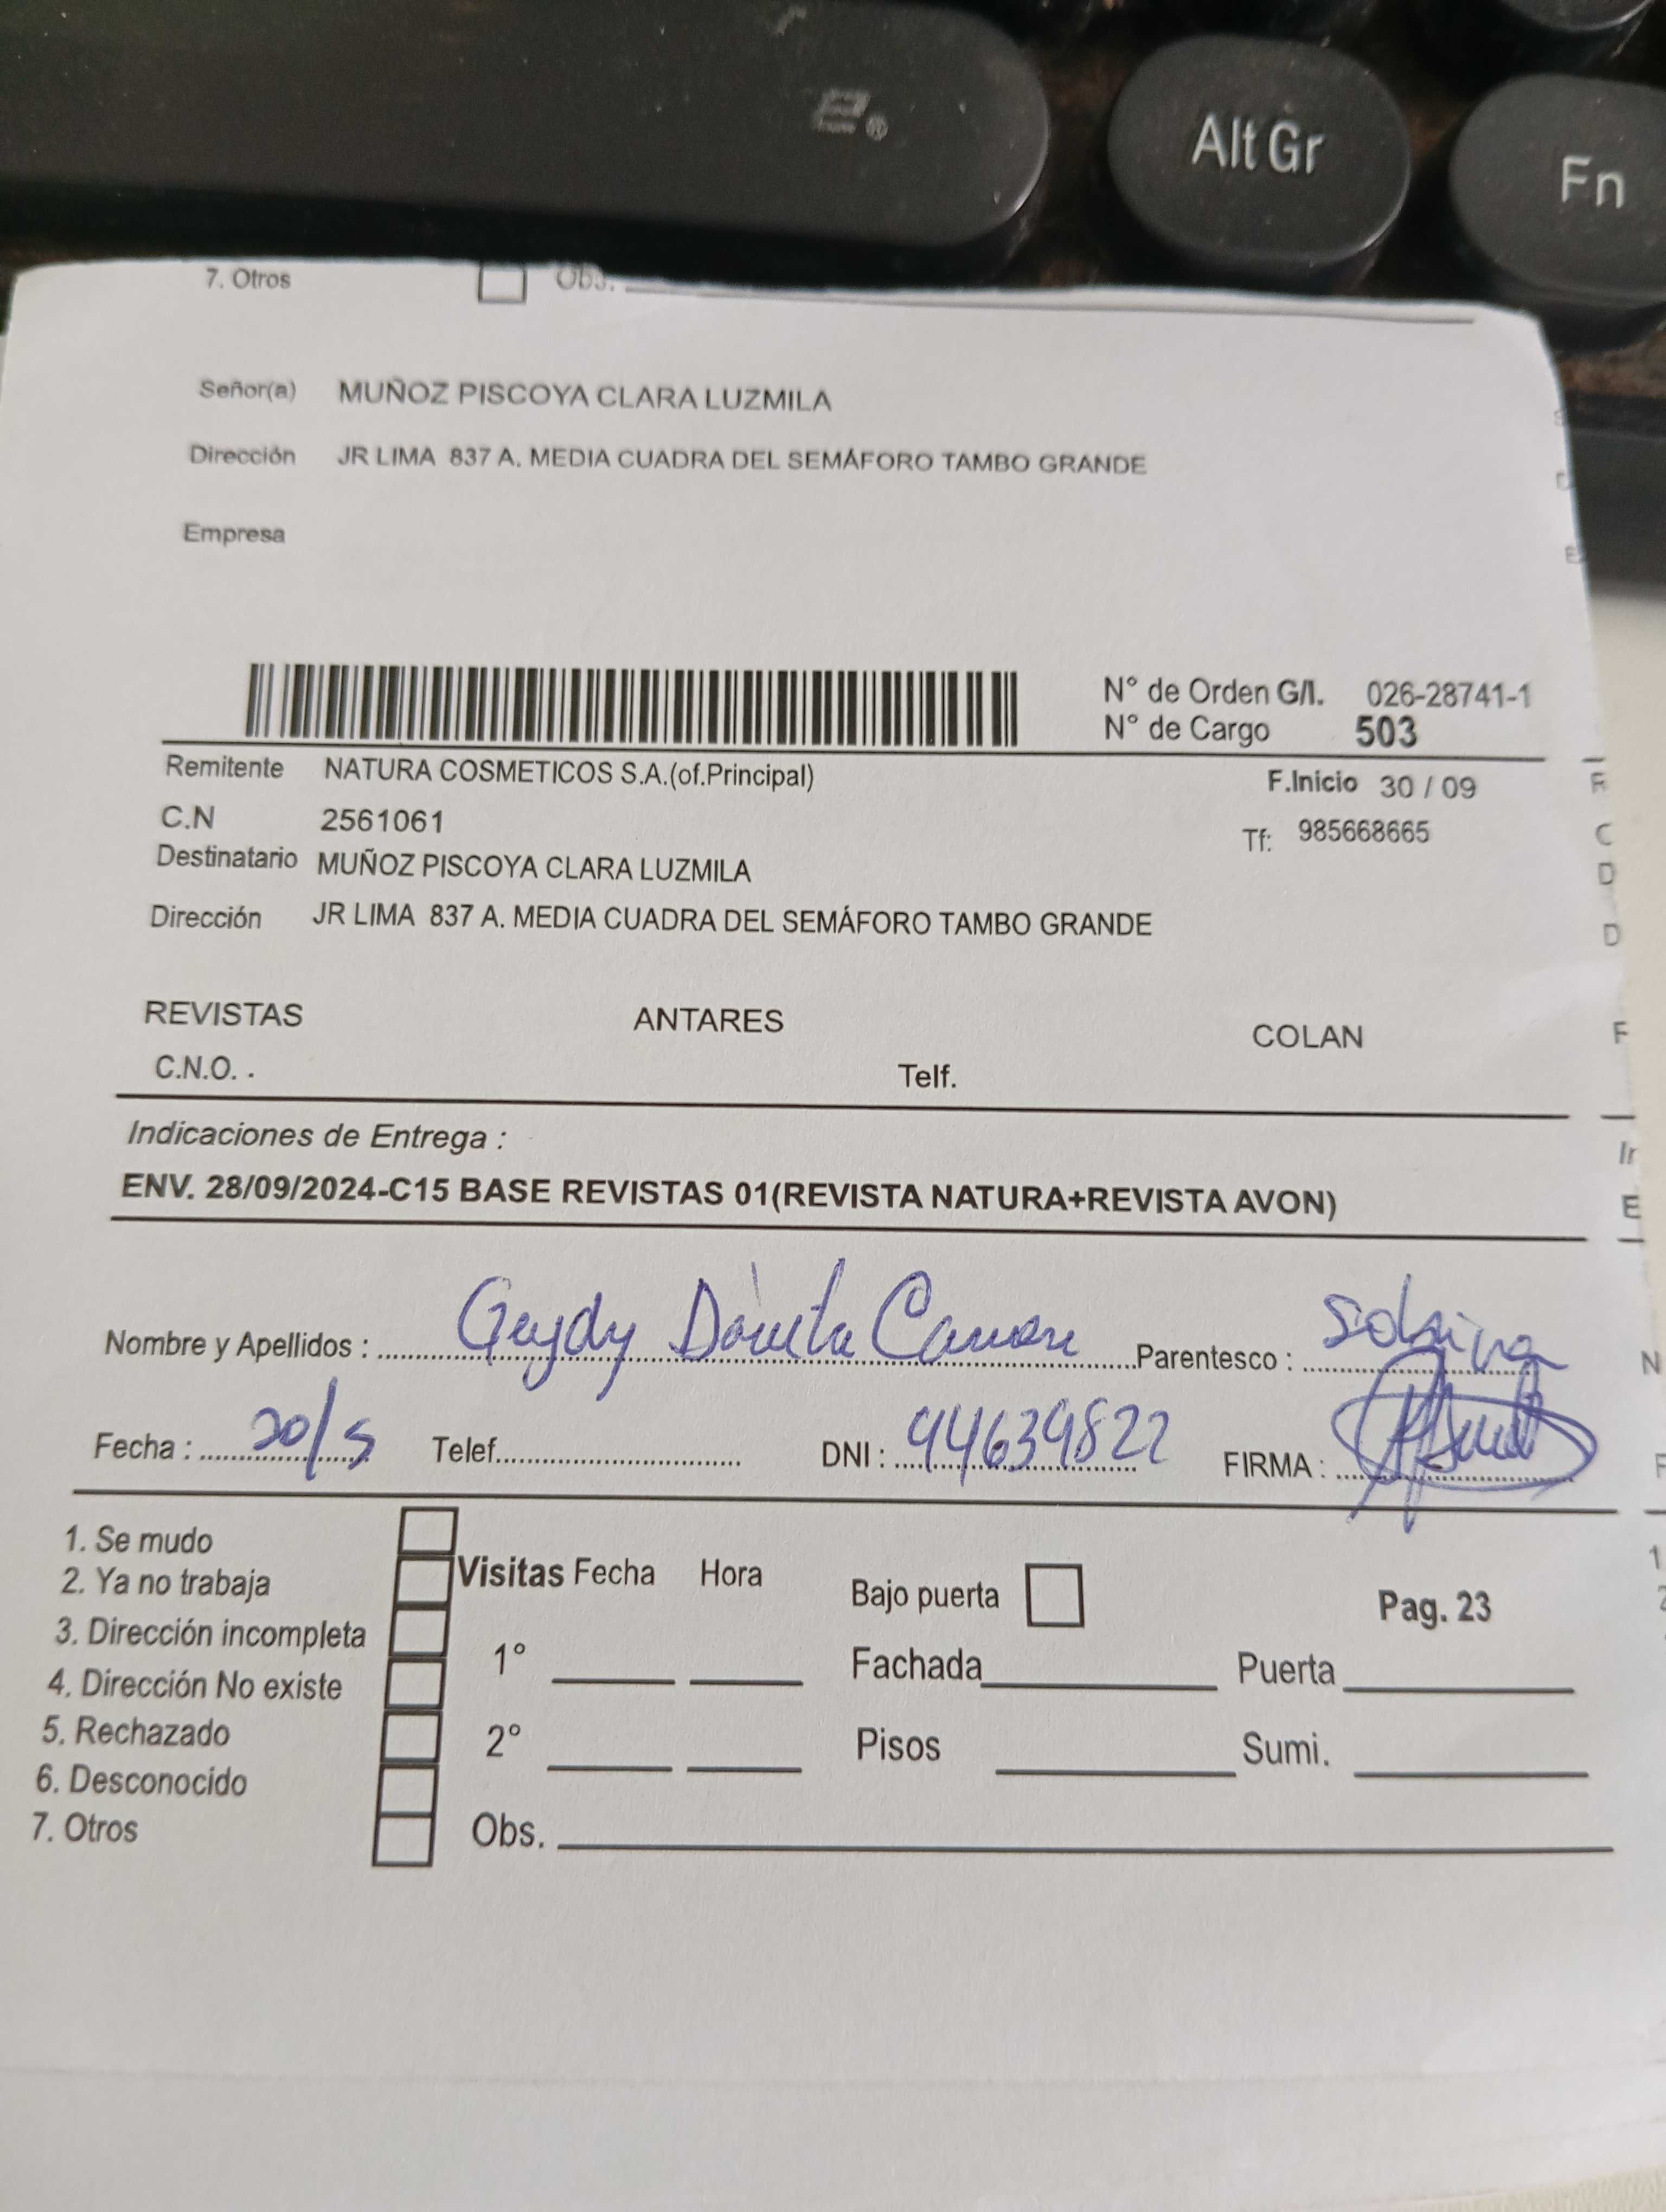 Alt Gr
Fn
7. Otros Obs.
Señor(a) MUÑOZ PISCOYA CLARA LUZMILA
Dirección JR LIMA 837 A. MEDIA CUADRA DEL SEMÁFORO TAMBO GRANDE
Empresa
N° de Orden G/I. 026-28741-1
N° de Cargo 503
Remitente NATURA COSMETICOS S.A.(of.Principal) F.Inicio 30 / 09
C.N 2561061 Tf: 985668665
Destinatario MUÑOZ PISCOYA CLARA LUZMILA
Dirección JR LIMA 837 A. MEDIA CUADRA DEL SEMÁFORO TAMBO GRANDE
REVISTAS ANTARES COLAN
C.N.O. . Telf.
Indicaciones de Entrega :
ENV. 28/09/2024-C15 BASE REVISTAS 01(REVISTA NATURA+REVISTA AVON)
Nombre y Apellidos : Geydy Parentesco : Sobrina
Fecha : 20/5 Telef. DNI : 44639822 FIRMA :
1. Se mudo
2. Ya no trabaja Visitas Fecha Hora Bajo puerta Pag. 23
3. Dirección incompleta 1° Fachada Puerta
4. Dirección No existe
5. Rechazado 2° Pisos Sumi.
6. Desconocido
7. Otros Obs.